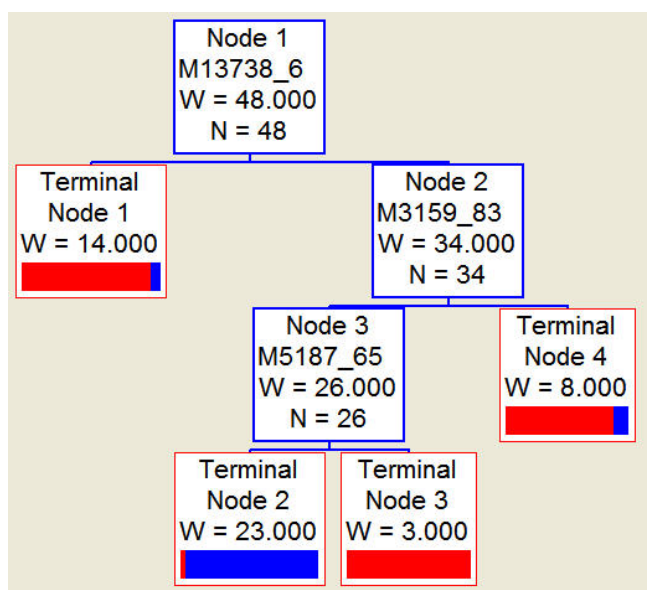 Node 1
M13738_6
W = 48.000
N = 48
Terminal
Node 1
W = 14.000
Node 2
M3159_83
W = 34.000
N = 34
Node 3
M5187_65
W = 26.000
N = 26
Terminal
Node 4
W = 8.000
Terminal
Node 2
W = 23.000
Terminal
Node 3
W = 3.000